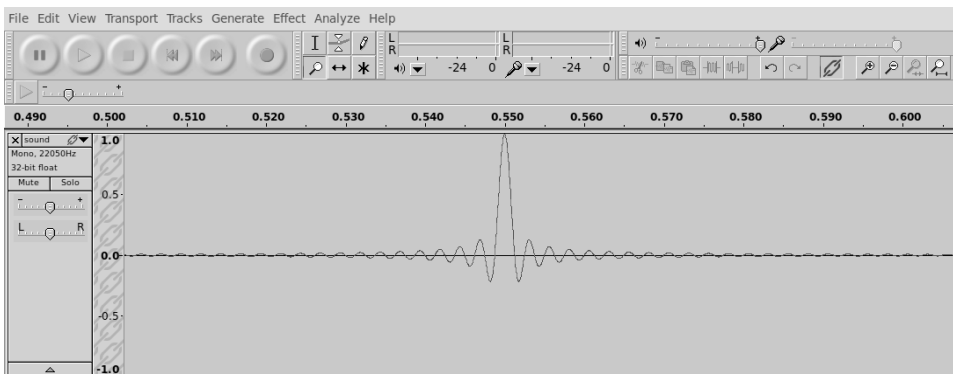 File Edit View Transport Tracks Generate Effect Analyze Help
L
R
L
R
-24 0
-24 0
0.490 0.500 0.510 0.520 0.530 0.540 0.550 0.560 0.570 0.580 0.590 0.600
X sound
Mono, 22050Hz
32-bit float
Mute Solo
- +
L R
1.0
0.5
0.0
-0.5
-1.0